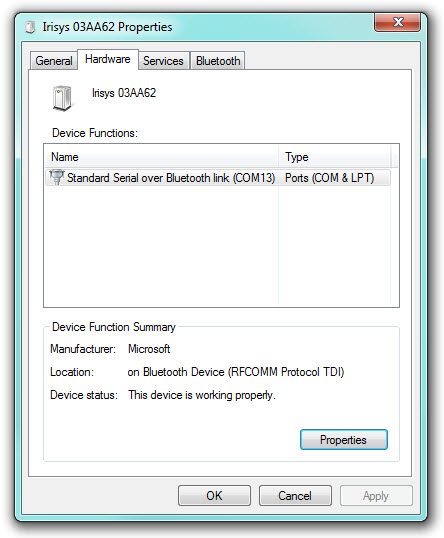 Irisys 03AA62 Properties
General Hardware Services Bluetooth
Irisys 03AA62
Device Functions:
Name Type
Standard Serial over Bluetooth link (COM13) Ports (COM & LPT)
Device Function Summary
Manufacturer: Microsoft
Location: on Bluetooth Device (RFCOMM Protocol TDI)
Device status: This device is working properly.
Properties
OK Cancel Apply